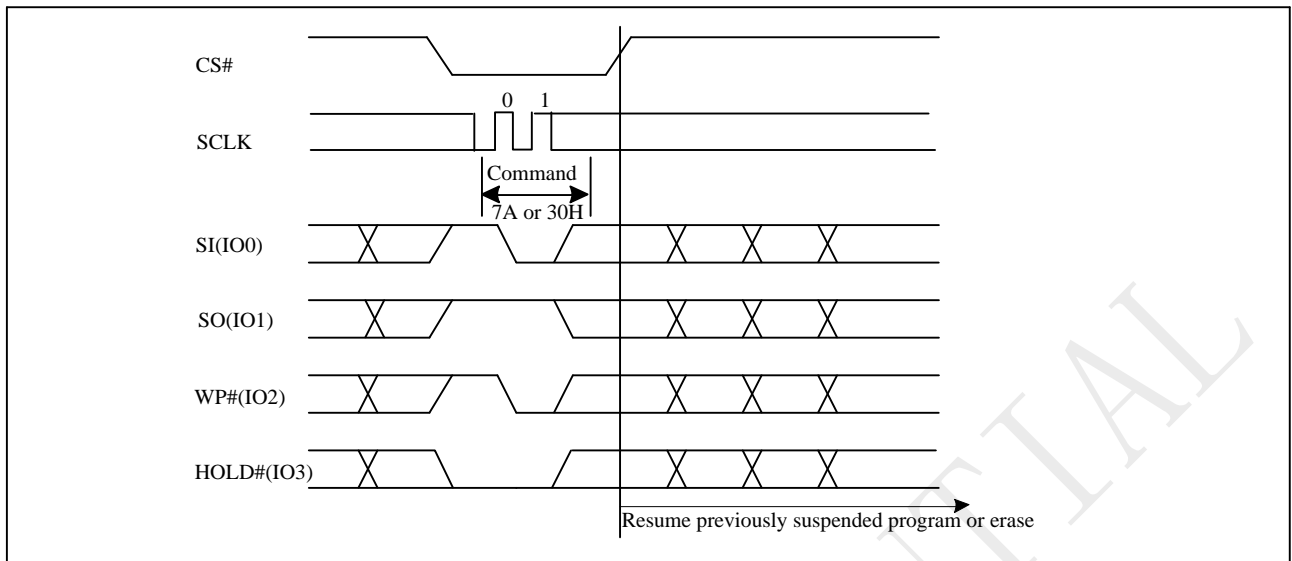 CS#
0 1
SCLK
Command
7A or 30H
SI(IO0)
SO(IO1)
WP#(IO2)
HOLD#(IO3)
Resume previously suspended program or erase
NTIAL